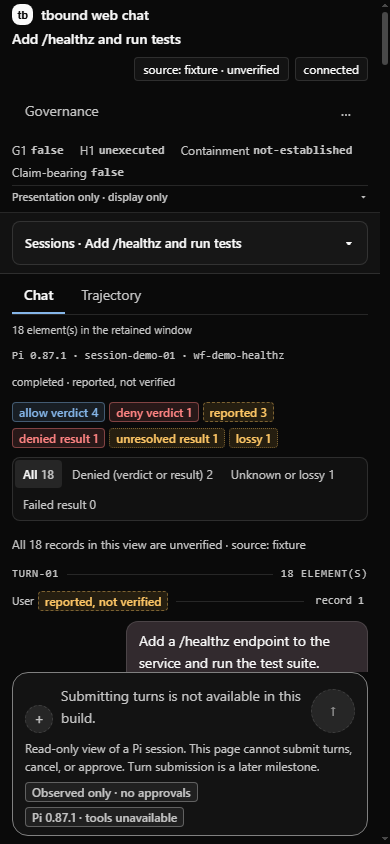 tb tbound web chat
Add /healthz and run tests
source: fixture · unverified connected
Governance ...
G1 false H1 unexecuted Containment not-established
Claim-bearing false
Presentation only · display only
Sessions · Add /healthz and run tests
Chat Trajectory
18 element(s) in the retained window
Pi 0.87.1 · session-demo-01 · wf-demo-healthz
completed · reported, not verified
allow verdict 4 deny verdict 1 reported 3
denied result 1 unresolved result 1 lossy 1
All 18 Denied (verdict or result) 2 Unknown or lossy 1
Failed result 0
All 18 records in this view are unverified · source: fixture
TURN-01 18 ELEMENT(S)
User reported, not verified record 1
Add a /healthz endpoint to the
service and run the test suite.
Submitting turns is not available in this
build.
+ ↑
Read-only view of a Pi session. This page cannot submit turns,
cancel, or approve. Turn submission is a later milestone.
Observed only · no approvals
Pi 0.87.1 · tools unavailable